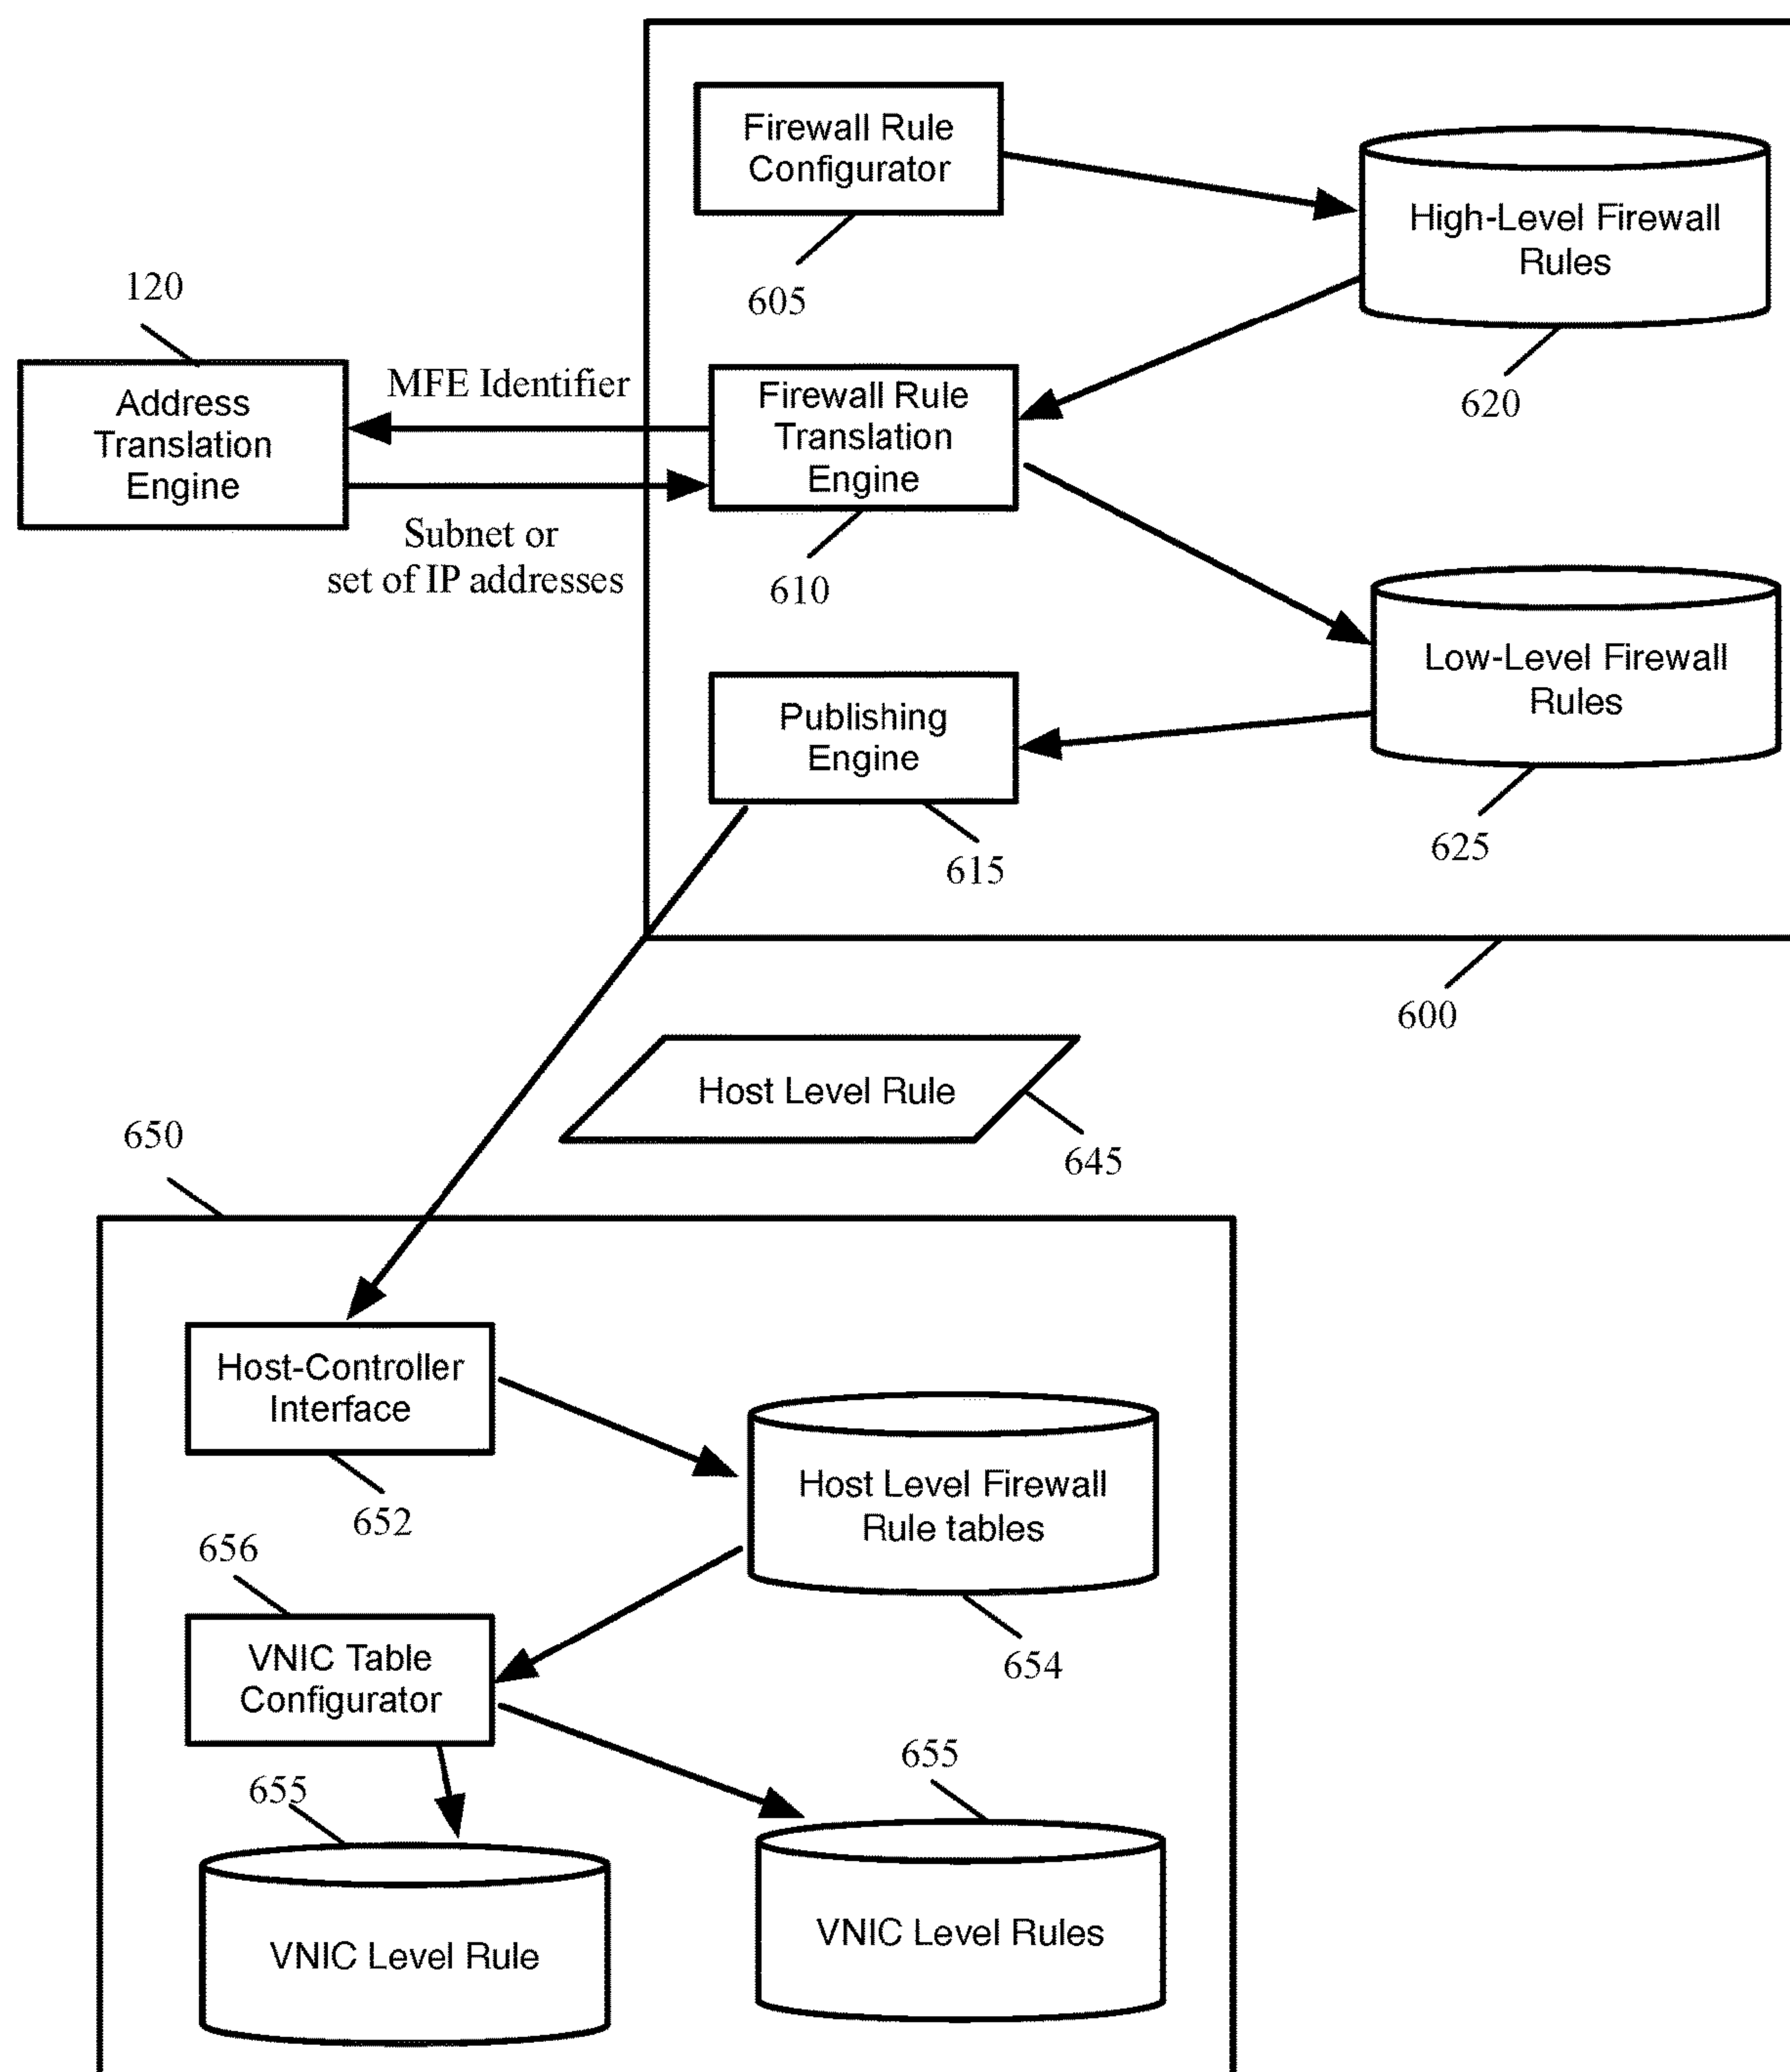 Firewall Rule
Configurator
605
High-Level Firewall
Rules
620
120
Address
Translation
Engine
MFE Identifier
Subnet or
set of IP addresses
Firewall Rule
Translation
Engine
610
Low-Level Firewall
Rules
625
Publishing
Engine
615
600
Host Level Rule
645
650
Host-Controller
Interface
652
Host Level Firewall
Rule tables
654
656
VNIC Table
Configurator
655
VNIC Level Rule
655
VNIC Level Rules